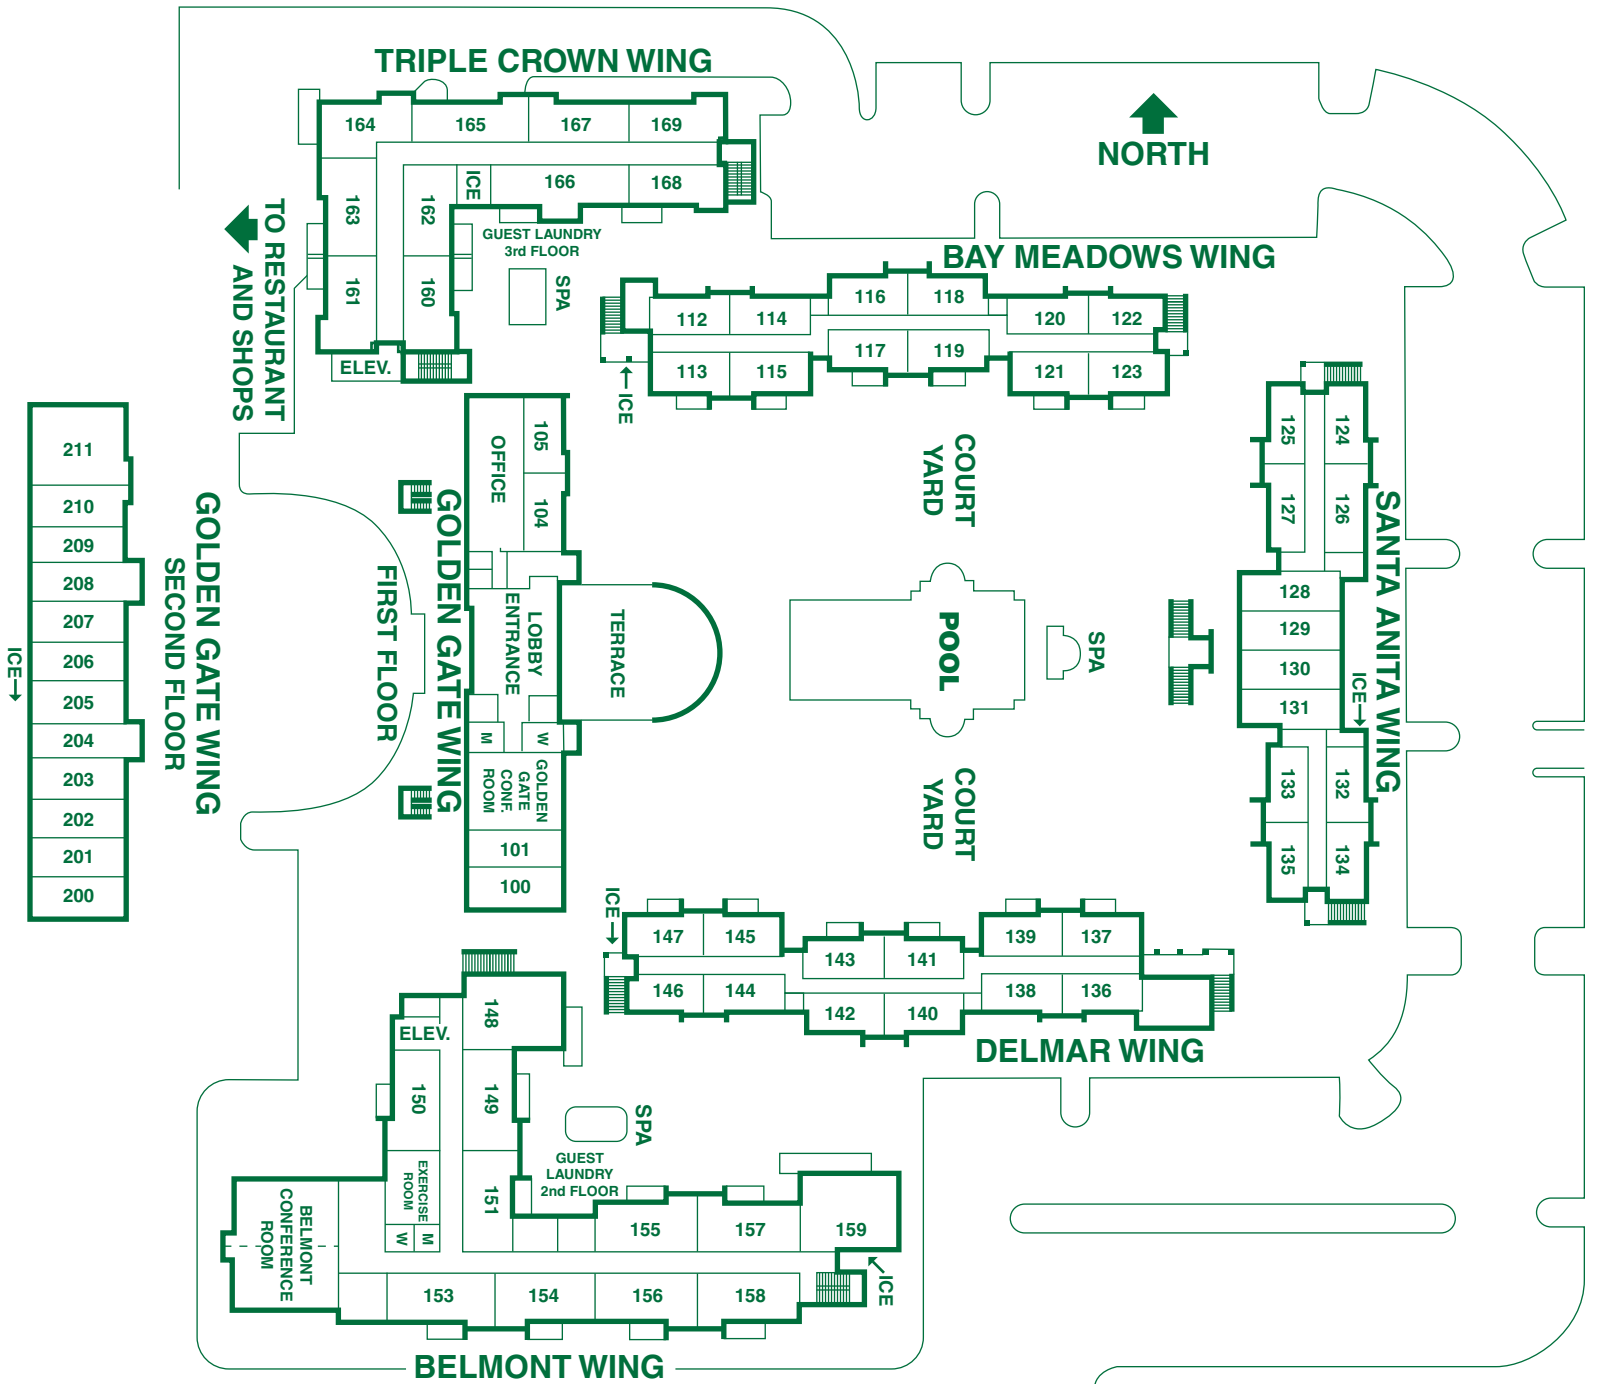 TRIPLE CROWN WING
164
165
167
169
NORTH
ICE
166
168
163
162
TO RESTAURANT
AND SHOPS
GUEST LAUNDRY
3rd FLOOR
161
160
SPA
ELEV.
BAY MEADOWS WING
112
114
116
118
120
122
113
115
117
119
121
123
ICE
105
OFFICE
104
COURT
YARD
125
124
127
126
SANTA ANITA WING
128
129
130
131
ICE
133
132
135
134
211
210
209
208
207
206
205
204
203
202
201
200
ICE
GOLDEN GATE WING
SECOND FLOOR
GOLDEN GATE WING
FIRST FLOOR
LOBBY
ENTRANCE
TERRACE
POOL
SPA
M
W
GOLDEN
GATE
CONF.
ROOM
101
100
COURT
YARD
ICE
147
145
143
141
139
137
146
144
142
140
138
136
DELMAR WING
148
ELEV.
150
149
SPA
GUEST
LAUNDRY
2nd FLOOR
EXERCISE
ROOM
151
W
M
BELMONT
CONFERENCE
ROOM
155
157
159
153
154
156
158
ICE
BELMONT WING